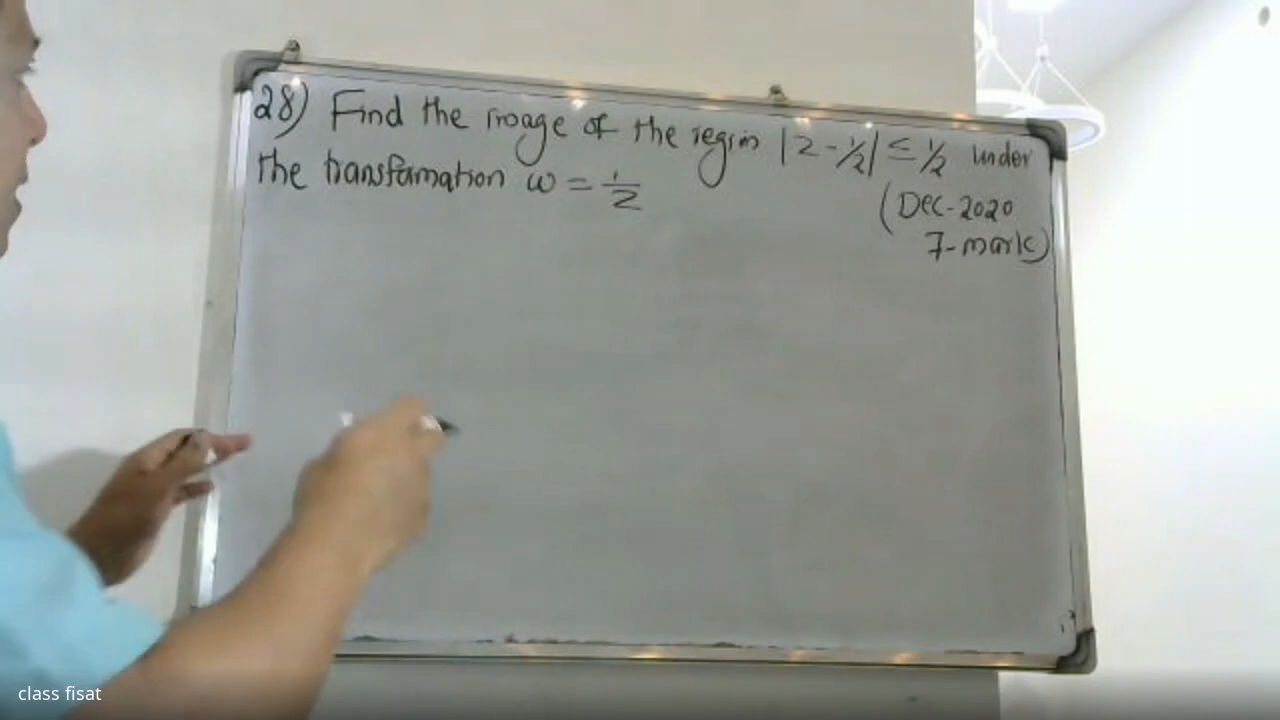 28) Find the image of the region |z - 1/2| ≤ 1/2 under
the transformation w = 1/z
(Dec-2020
7-mark)
class fisat